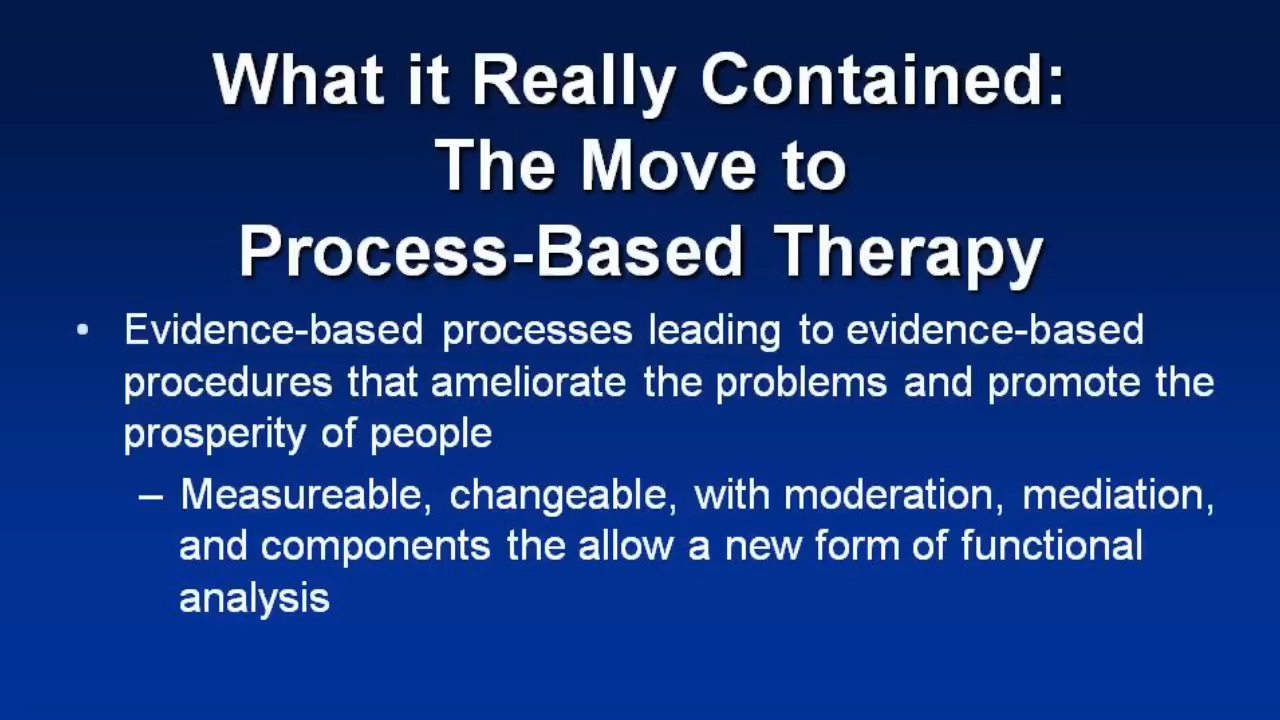 What it Really Contained:
The Move to
Process-Based Therapy
• Evidence-based processes leading to evidence-based
procedures that ameliorate the problems and promote the
prosperity of people
– Measureable, changeable, with moderation, mediation,
and components the allow a new form of functional
analysis